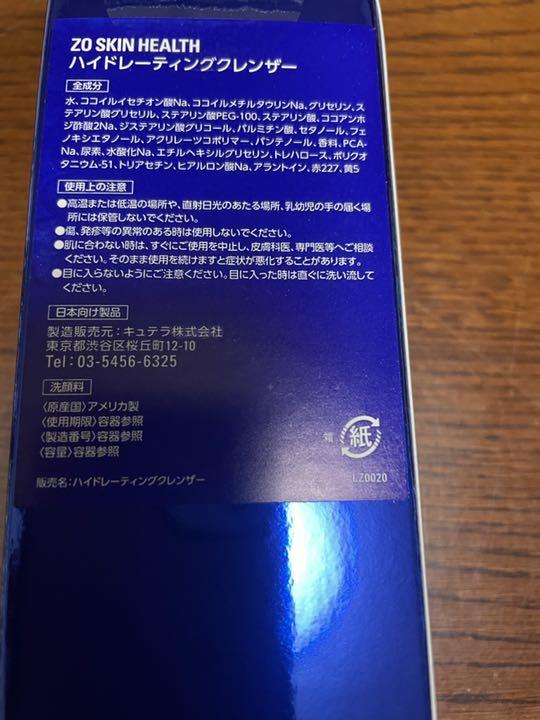 ZO SKIN HEALTH
ハイドレーティングクレンザー
全成分
水、ココイルイセチオン酸Na、ココイルメチルタウリンNa、グリセリン、ス
テアリン酸グリセリル、ステアリン酸PEG-100、ステアリン酸、ココアンホ
ジ酢酸2Na、ジステアリン酸グリコール、パルミチン酸、セタノール、フェ
ノキシエタノール、アクリレーツコポリマー、パンテノール、香料、PCA-
Na、尿素、水酸化Na、エチルヘキシルグリセリン、トレハロース、ポリクオ
タニウム-51、トリアセチン、ヒアルロン酸Na、アラントイン、赤227、黄5
使用上の注意
●高温または低温の場所や、直射日光のあたる場所、乳幼児の手の届く場
所には保管しないでください。
●傷、発疹等の異常のある時は使用しないでください。
●肌に合わない時は、すぐにご使用を中止し、皮膚科医、専門医等へご相談
ください。そのまま使用を続けますと症状が悪化することがあります。
●目に入らないようにご注意ください。目に入った時は直ぐに洗い流して
ください。
日本向け製品
製造販売元：キュテラ株式会社
東京都渋谷区桜丘町12-10
Tel：03-5456-6325
洗顔料
〈原産国〉アメリカ製
〈使用期限〉容器参照
〈製造番号〉容器参照
〈容量〉容器参照
箱 紙
販売名：ハイドレーティングクレンザー
LZ0020